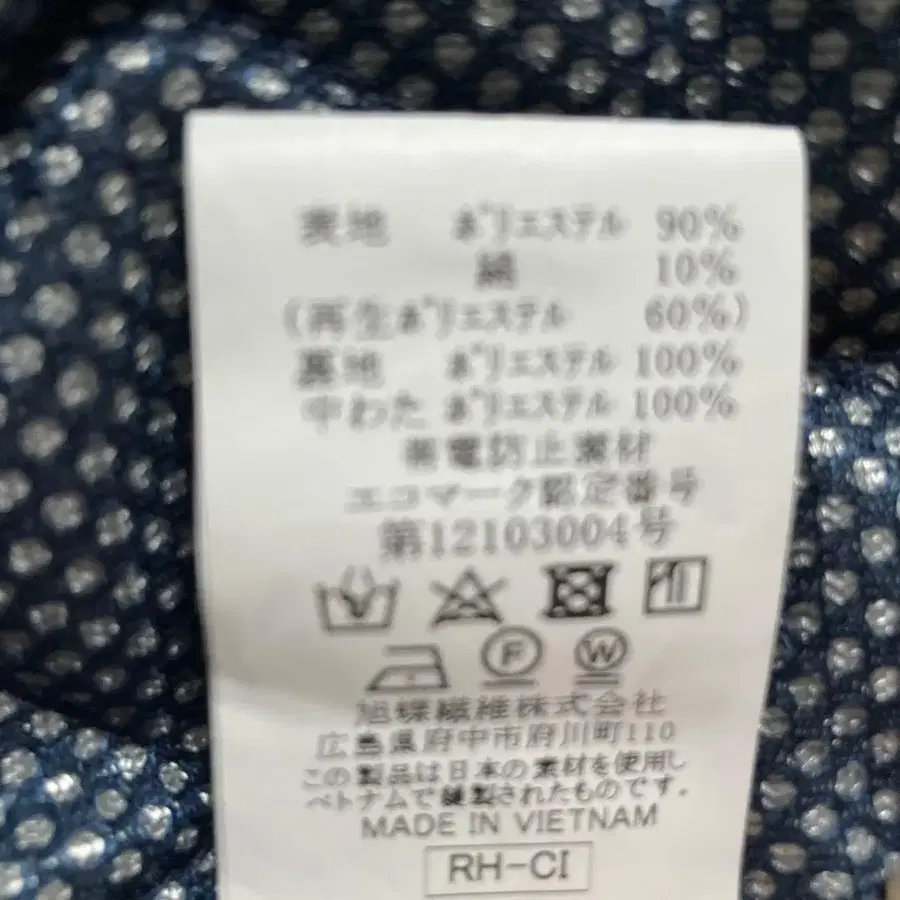 表地 ポリエステル 90%
綿 10%
(再生ポリエステル 60%)
裏地 ポリエステル 100%
中わた ポリエステル 100%
帯電防止素材
エコマーク認定番号
第12103004号
F W
旭蝶繊維株式会社
広島県府中市府川町110
この製品は日本の素材を使用し
ベトナムで縫製されたものです。
MADE IN VIETNAM
RH-CI